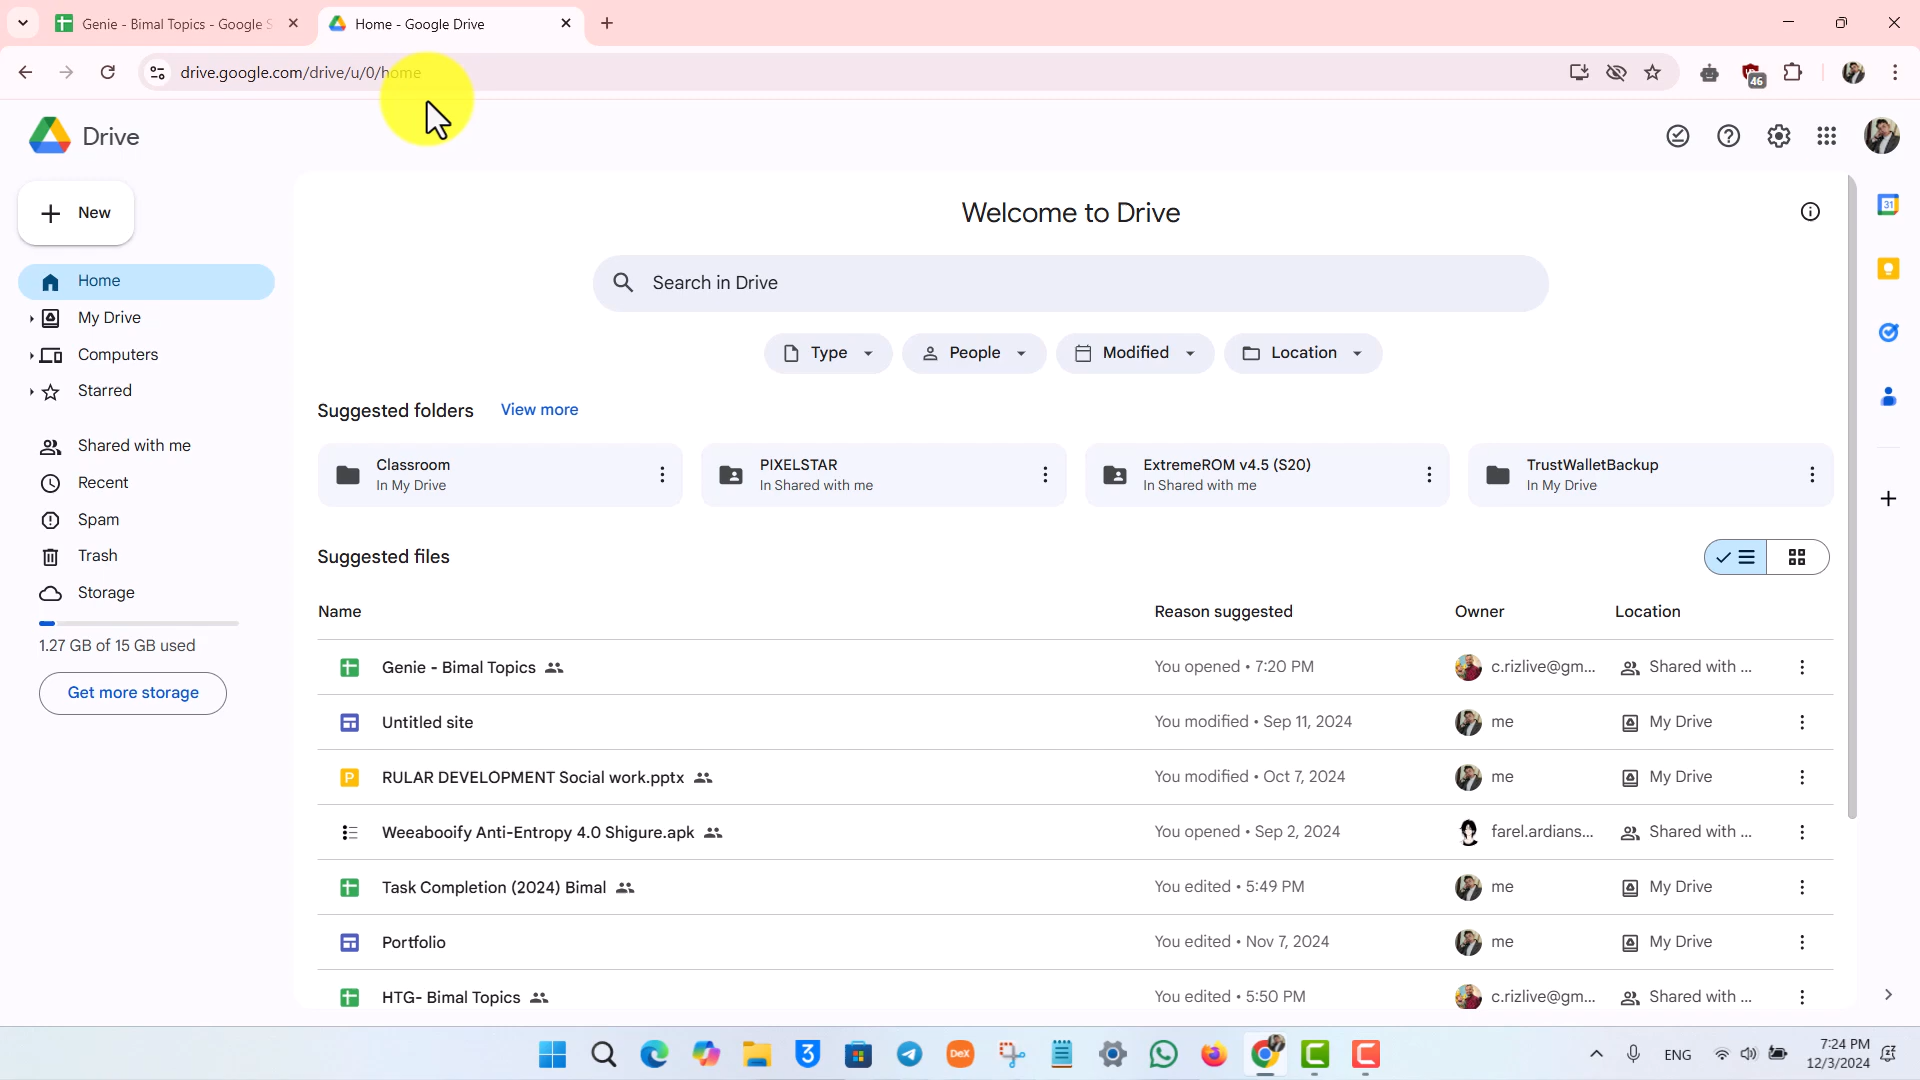 Genie - Bimal Topics - Google S
Home - Google Drive
drive.google.com/drive/u/0/home
46
Drive
New
Home
My Drive
Computers
Starred
Shared with me
Recent
Spam
Trash
Storage
1.27 GB of 15 GB used
Get more storage
Welcome to Drive
Search in Drive
Type
People
Modified
Location
Suggested folders
View more
Classroom
In My Drive
PIXELSTAR
In Shared with me
ExtremeROM v4.5 (S20)
In Shared with me
TrustWalletBackup
In My Drive
Suggested files
Name Reason suggested Owner Location
Genie - Bimal Topics You opened • 7:20 PM c.rizlive@gm... Shared with ...
Untitled site You modified • Sep 11, 2024 me My Drive
P RULAR DEVELOPMENT Social work.pptx You modified • Oct 7, 2024 me My Drive
Weeabooify Anti-Entropy 4.0 Shigure.apk You opened • Sep 2, 2024 farel.ardians... Shared with ...
Task Completion (2024) Bimal You edited • 5:49 PM me My Drive
Portfolio You edited • Nov 7, 2024 me My Drive
HTG- Bimal Topics You edited • 5:50 PM c.rizlive@gm... Shared with ...
31
3
DeX
ENG
7:24 PM
12/3/2024